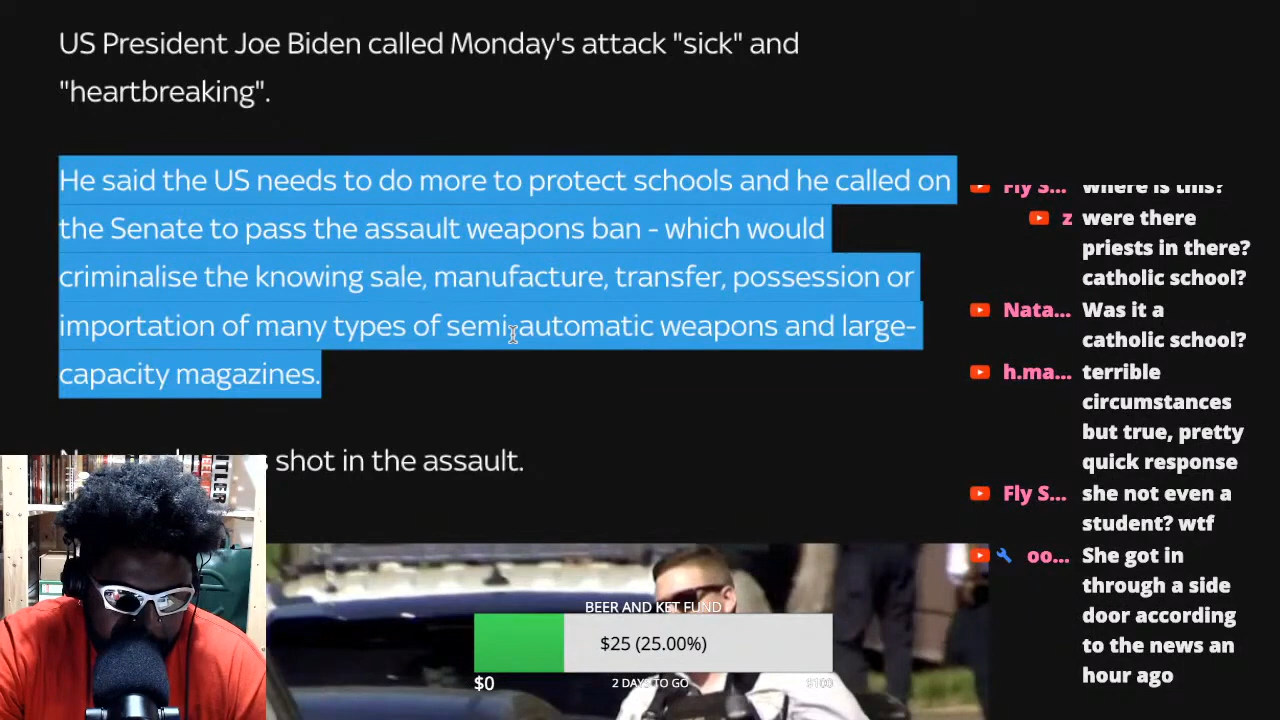 US President Joe Biden called Monday's attack "sick" and
"heartbreaking".
He said the US needs to do more to protect schools and he called on
the Senate to pass the assault weapons ban - which would
criminalise the knowing sale, manufacture, transfer, possession or
importation of many types of semi-automatic weapons and large-
capacity magazines.
shot in the assault.
Fly S... where is this?
z were there
priests in there?
catholic school?
Nata... Was it a
catholic school?
h.ma... terrible
circumstances
but true, pretty
quick response
Fly S... she not even a
student? wtf
oo... She got in
through a side
door according
to the news an
hour ago
BEER AND KET FUND
$25 (25.00%)
$0 2 DAYS TO GO $100